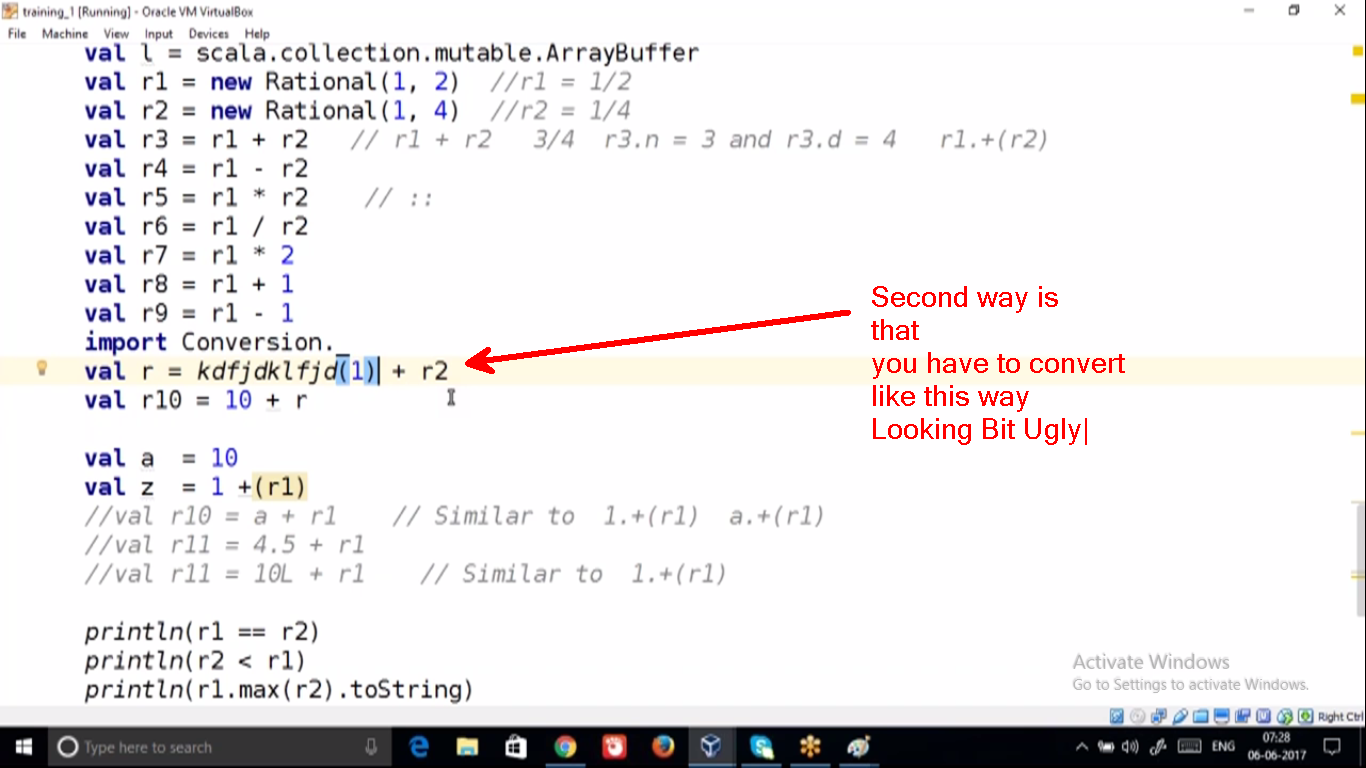 training_1 [Running] - Oracle VM VirtualBox
File Machine View Input Devices Help
val l = scala.collection.mutable.ArrayBuffer
val r1 = new Rational(1, 2) //r1 = 1/2
val r2 = new Rational(1, 4) //r2 = 1/4
val r3 = r1 + r2 // r1 + r2 3/4 r3.n = 3 and r3.d = 4 r1.+(r2)
val r4 = r1 - r2
val r5 = r1 * r2 // ::
val r6 = r1 / r2
val r7 = r1 * 2
val r8 = r1 + 1
val r9 = r1 - 1
import Conversion._
val r = kdfjdklfjd(1) + r2
val r10 = 10 + r
val a = 10
val z = 1 +(r1)
//val r10 = a + r1 // Similar to 1.+(r1) a.+(r1)
//val r11 = 4.5 + r1
//val r11 = 10L + r1 // Similar to 1.+(r1)
println(r1 == r2)
println(r2 < r1)
println(r1.max(r2).toString)
Second way is
that
you have to convert
like this way
Looking Bit Ugly|
Activate Windows
Go to Settings to activate Windows.
Right Ctrl
Type here to search
ENG
07:28
06-06-2017